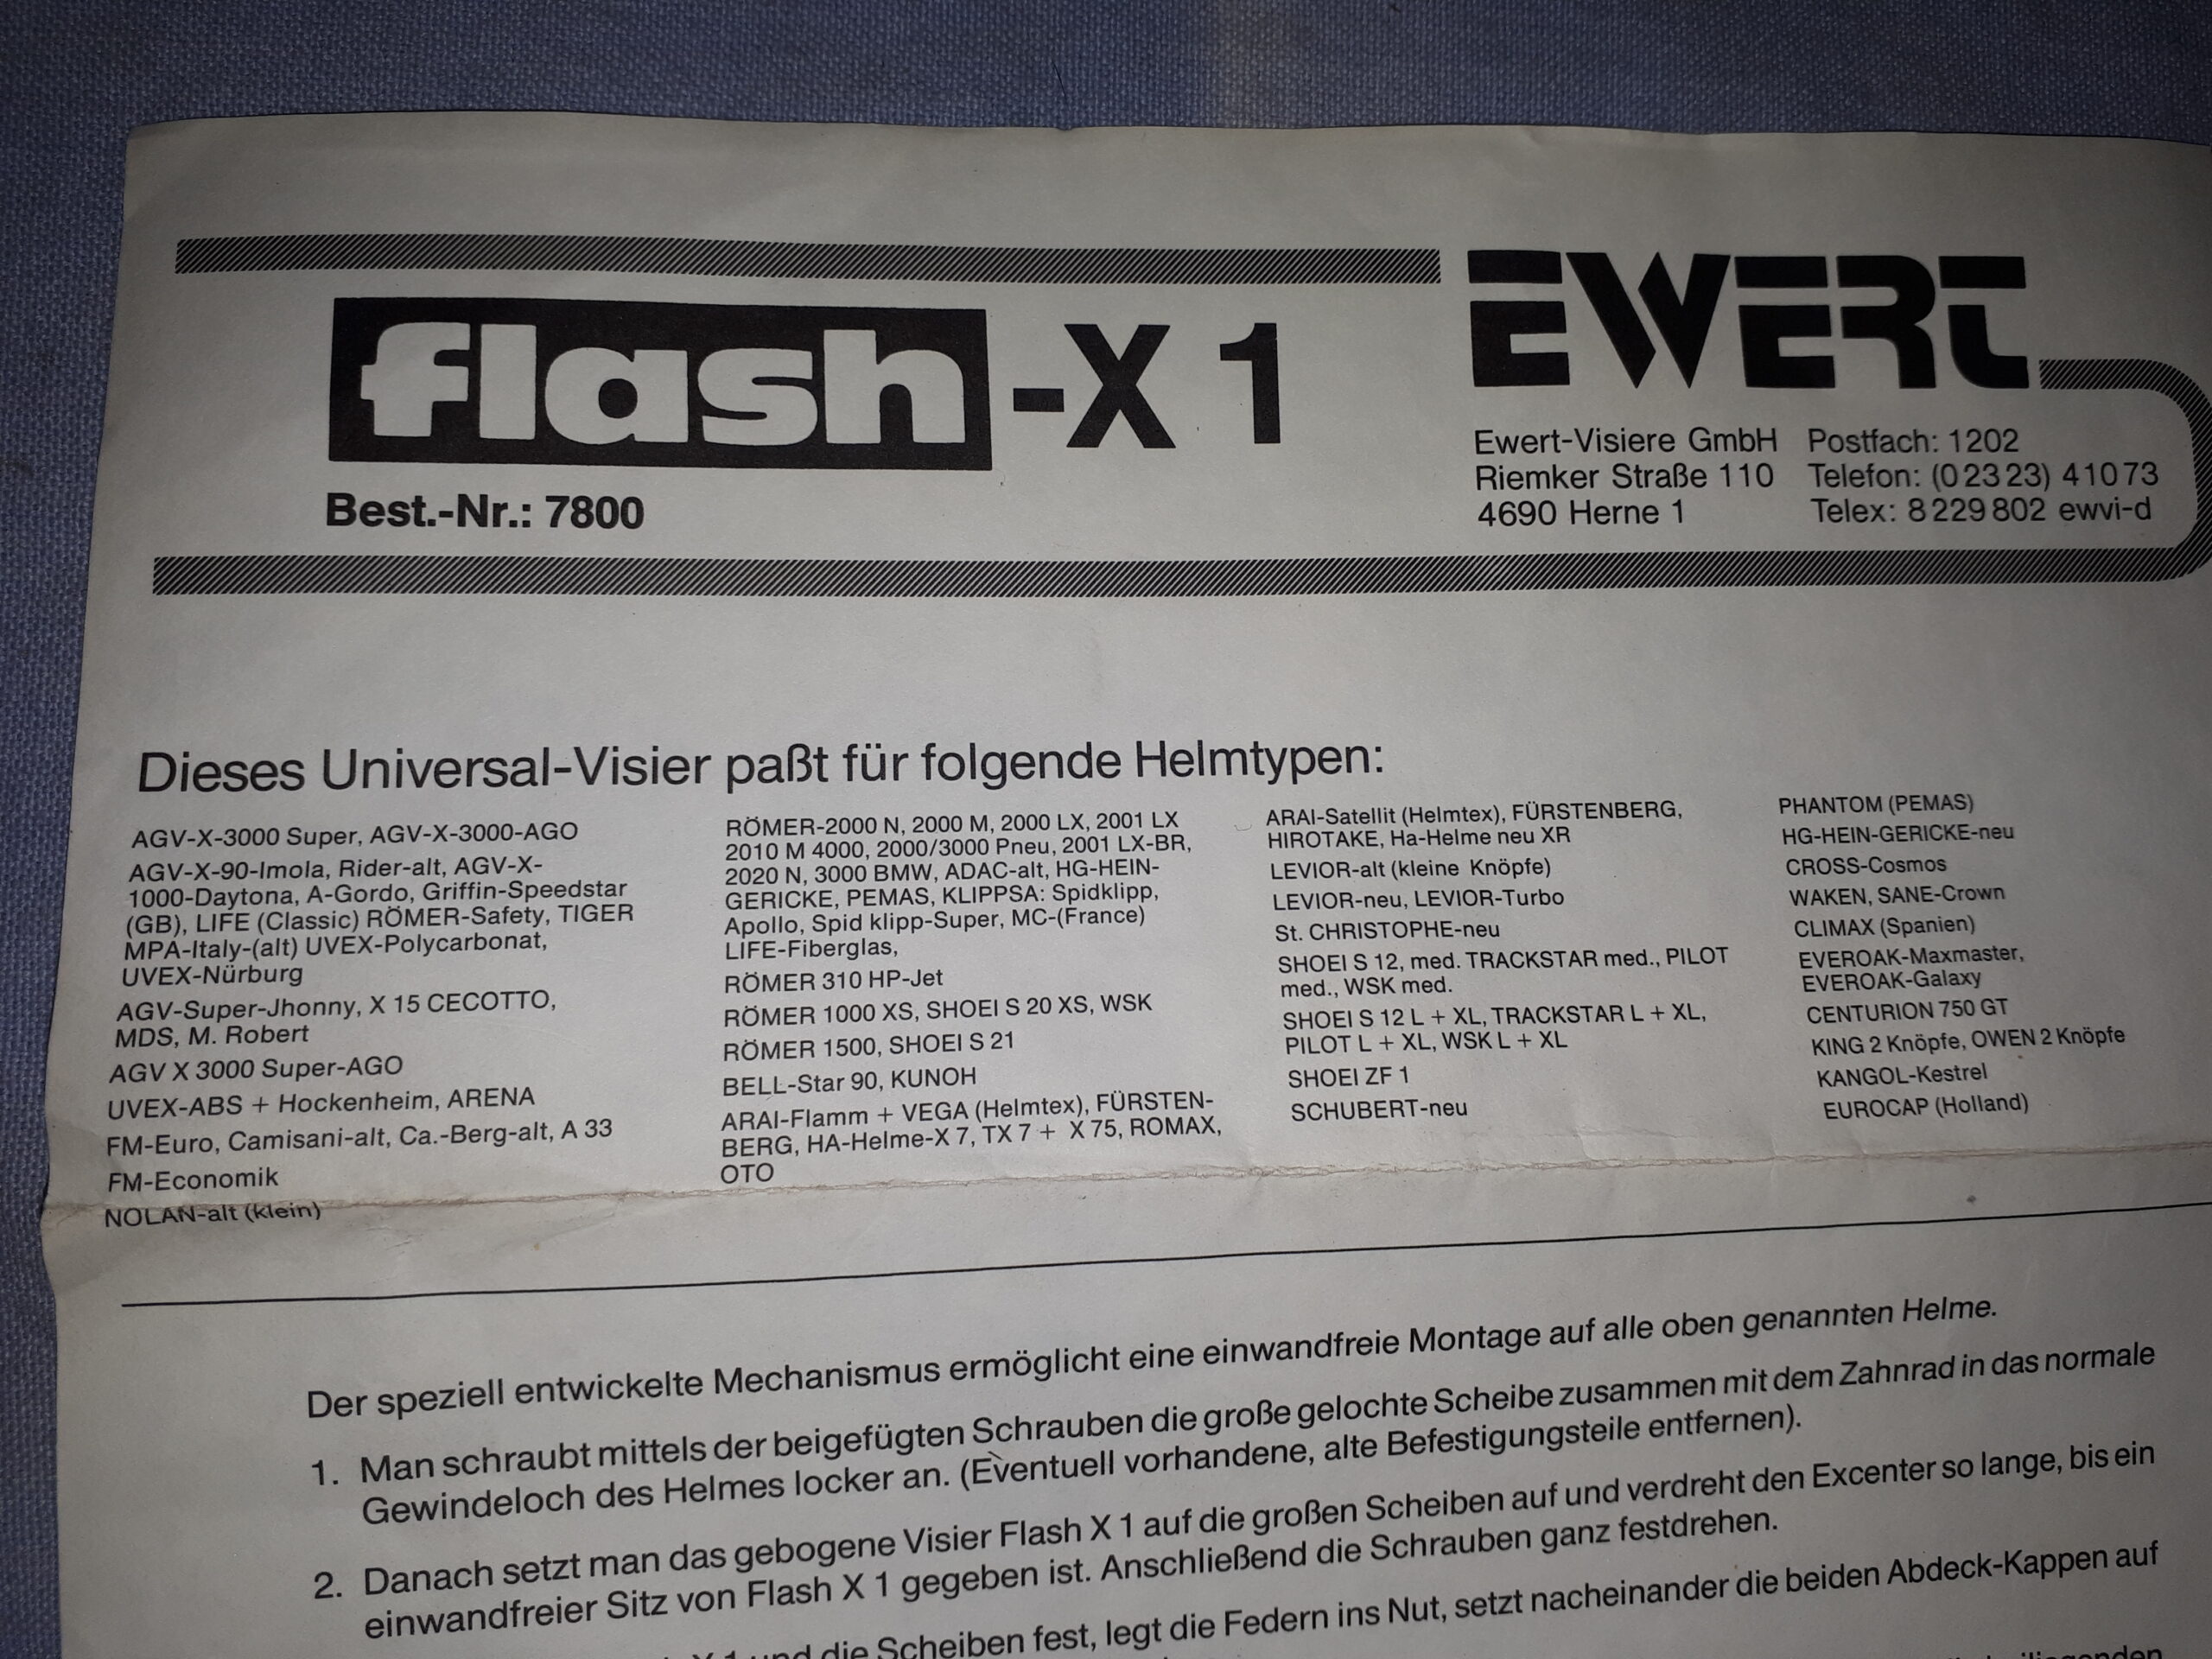 flash-X 1
Best.-Nr.: 7800
EWERT
Ewert-Visiere GmbH
Riemker Straße 110
4690 Herne 1
Postfach: 1202
Telefon: (0 23 23) 4 10 73
Telex: 8 229 802 ewvi-d
Dieses Universal-Visier paßt für folgende Helmtypen:
AGV-X-3000 Super, AGV-X-3000-AGO
AGV-X-90-Imola, Rider-alt, AGV-X-
1000-Daytona, A-Gordo, Griffin-Speedstar
(GB), LIFE (Classic) RÖMER-Safety, TIGER
MPA-Italy-(alt) UVEX-Polycarbonat,
UVEX-Nürburg
AGV-Super-Jhonny, X 15 CECOTTO,
MDS, M. Robert
AGV X 3000 Super-AGO
UVEX-ABS + Hockenheim, ARENA
FM-Euro, Camisani-alt, Ca.-Berg-alt, A 33
FM-Economik
NOLAN-alt (klein)
RÖMER-2000 N, 2000 M, 2000 LX, 2001 LX
2010 M 4000, 2000/3000 Pneu, 2001 LX-BR,
2020 N, 3000 BMW, ADAC-alt, HG-HEIN-
GERICKE, PEMAS, KLIPPSA: Spidklipp,
Apollo, Spid klipp-Super, MC-(France)
LIFE-Fiberglas,
RÖMER 310 HP-Jet
RÖMER 1000 XS, SHOEI S 20 XS, WSK
RÖMER 1500, SHOEI S 21
BELL-Star 90, KUNOH
ARAI-Flamm + VEGA (Helmtex), FÜRSTEN-
BERG, HA-Helme-X 7, TX 7 + X 75, ROMAX,
OTO
ARAI-Satellit (Helmtex), FÜRSTENBERG,
HIROTAKE, Ha-Helme neu XR
LEVIOR-alt (kleine Knöpfe)
LEVIOR-neu, LEVIOR-Turbo
St. CHRISTOPHE-neu
SHOEI S 12, med. TRACKSTAR med., PILOT
med., WSK med.
SHOEI S 12 L + XL, TRACKSTAR L + XL,
PILOT L + XL, WSK L + XL
SHOEI ZF 1
SCHUBERT-neu
PHANTOM (PEMAS)
HG-HEIN-GERICKE-neu
CROSS-Cosmos
WAKEN, SANE-Crown
CLIMAX (Spanien)
EVEROAK-Maxmaster,
EVEROAK-Galaxy
CENTURION 750 GT
KING 2 Knöpfe, OWEN 2 Knöpfe
KANGOL-Kestrel
EUROCAP (Holland)
Der speziell entwickelte Mechanismus ermöglicht eine einwandfreie Montage auf alle oben genannten Helme.
1. Man schraubt mittels der beigefügten Schrauben die große gelochte Scheibe zusammen mit dem Zahnrad in das normale
Gewindeloch des Helmes locker an. (Eventuell vorhandene, alte Befestigungsteile entfernen).
2. Danach setzt man das gebogene Visier Flash X 1 auf die großen Scheiben auf und verdreht den Excenter so lange, bis ein
einwandfreier Sitz von Flash X 1 gegeben ist. Anschließend die Schrauben ganz festdrehen.
X 1 und die Scheiben fest, legt die Federn ins Nut, setzt nacheinander die beiden Abdeck-Kappen auf